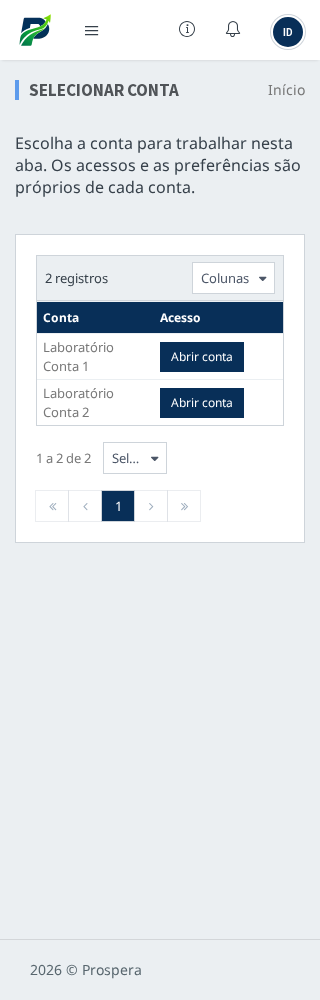 ID
SELECIONAR CONTA
Início
Escolha a conta para trabalhar nesta
aba. Os acessos e as preferências são
próprios de cada conta.
2 registros
Colunas
Conta Acesso
Laboratório
Conta 1
Abrir conta
Laboratório
Conta 2
Abrir conta
1 a 2 de 2
Sel...
« ‹ 1 › »
2026 © Prospera